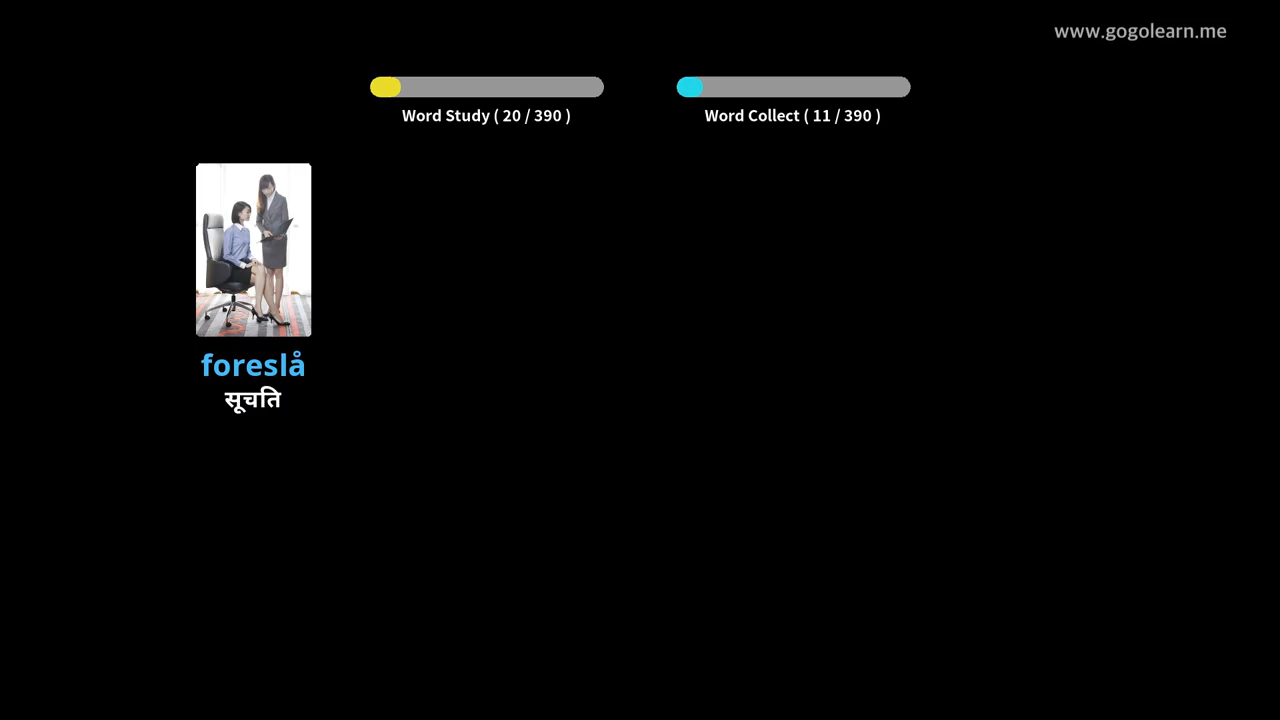 www.gogolearn.me
Word Study ( 20 / 390 )
Word Collect ( 11 / 390 )
foreslå
सूचति